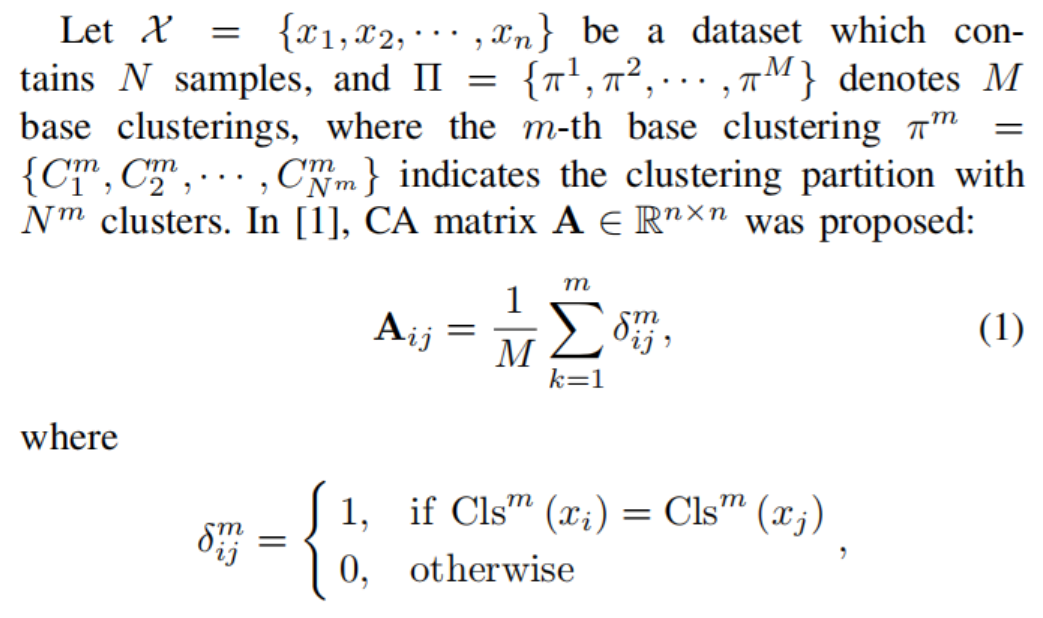 Let $\mathcal{X} = \{x_1, x_2, \cdots, x_n\}$ be a dataset which con-
tains $N$ samples, and $\Pi = \{\pi^1, \pi^2, \cdots, \pi^M\}$ denotes $M$
base clusterings, where the $m$-th base clustering $\pi^m =$
$\{C_1^m, C_2^m, \cdots, C_{N^m}^m\}$ indicates the clustering partition with
$N^m$ clusters. In [1], CA matrix $\mathbf{A} \in \mathbb{R}^{n \times n}$ was proposed:
$$\mathbf{A}_{ij} = \frac{1}{M} \sum_{k=1}^{m} \delta_{ij}^m, \quad (1)$$
where
$$\delta_{ij}^m = \begin{cases} 1, & \text{if } \mathrm{Cls}^m(x_i) = \mathrm{Cls}^m(x_j) \\ 0, & \text{otherwise} \end{cases},$$